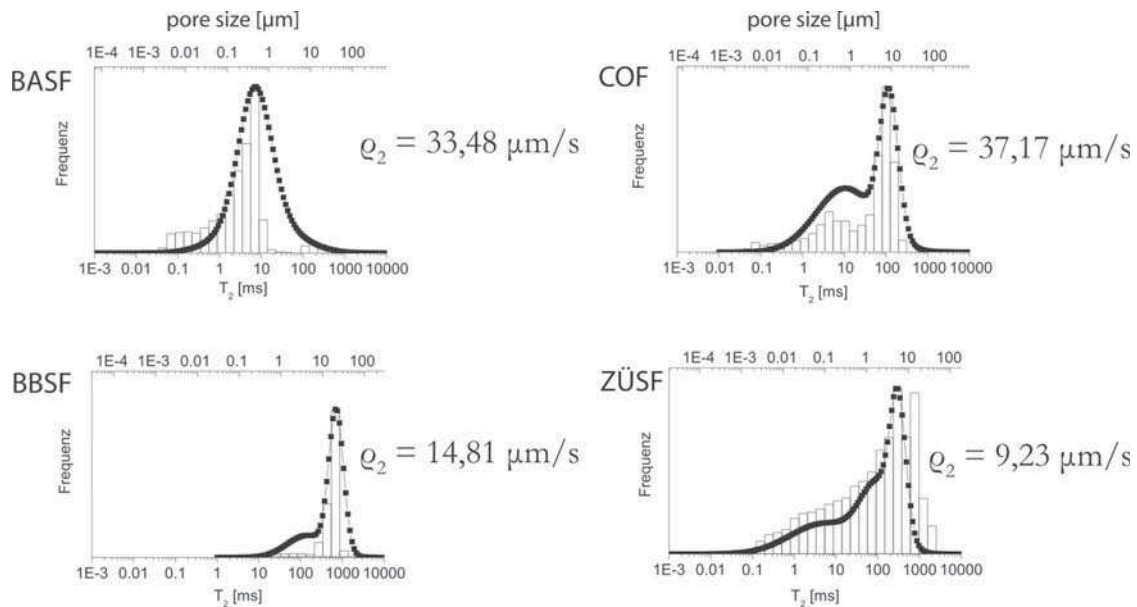 pore size [µm]
1E-4 1E-3 0.01 0.1 1 10 100
BASF
Frequenz
ϱ2 = 33,48 µm/s
1E-3 0.01 0.1 1 10 100 1000 10000
T2 [ms]
pore size [µm]
1E-4 1E-3 0.01 0.1 1 10 100
COF
Frequenz
ϱ2 = 37,17 µm/s
1E-3 0.01 0.1 1 10 100 1000 10000
T2 [ms]
1E-4 1E-3 0.01 0.1 1 10 100
BBSF
Frequenz
ϱ2 = 14,81 µm/s
1E-3 0.01 0.1 1 10 100 1000 10000
T2 [ms]
1E-4 1E-3 0.01 0.1 1 10 100
ZÜSF
Frequenz
ϱ2 = 9,23 µm/s
1E-3 0.01 0.1 1 10 100 1000 10000
T2 [ms]